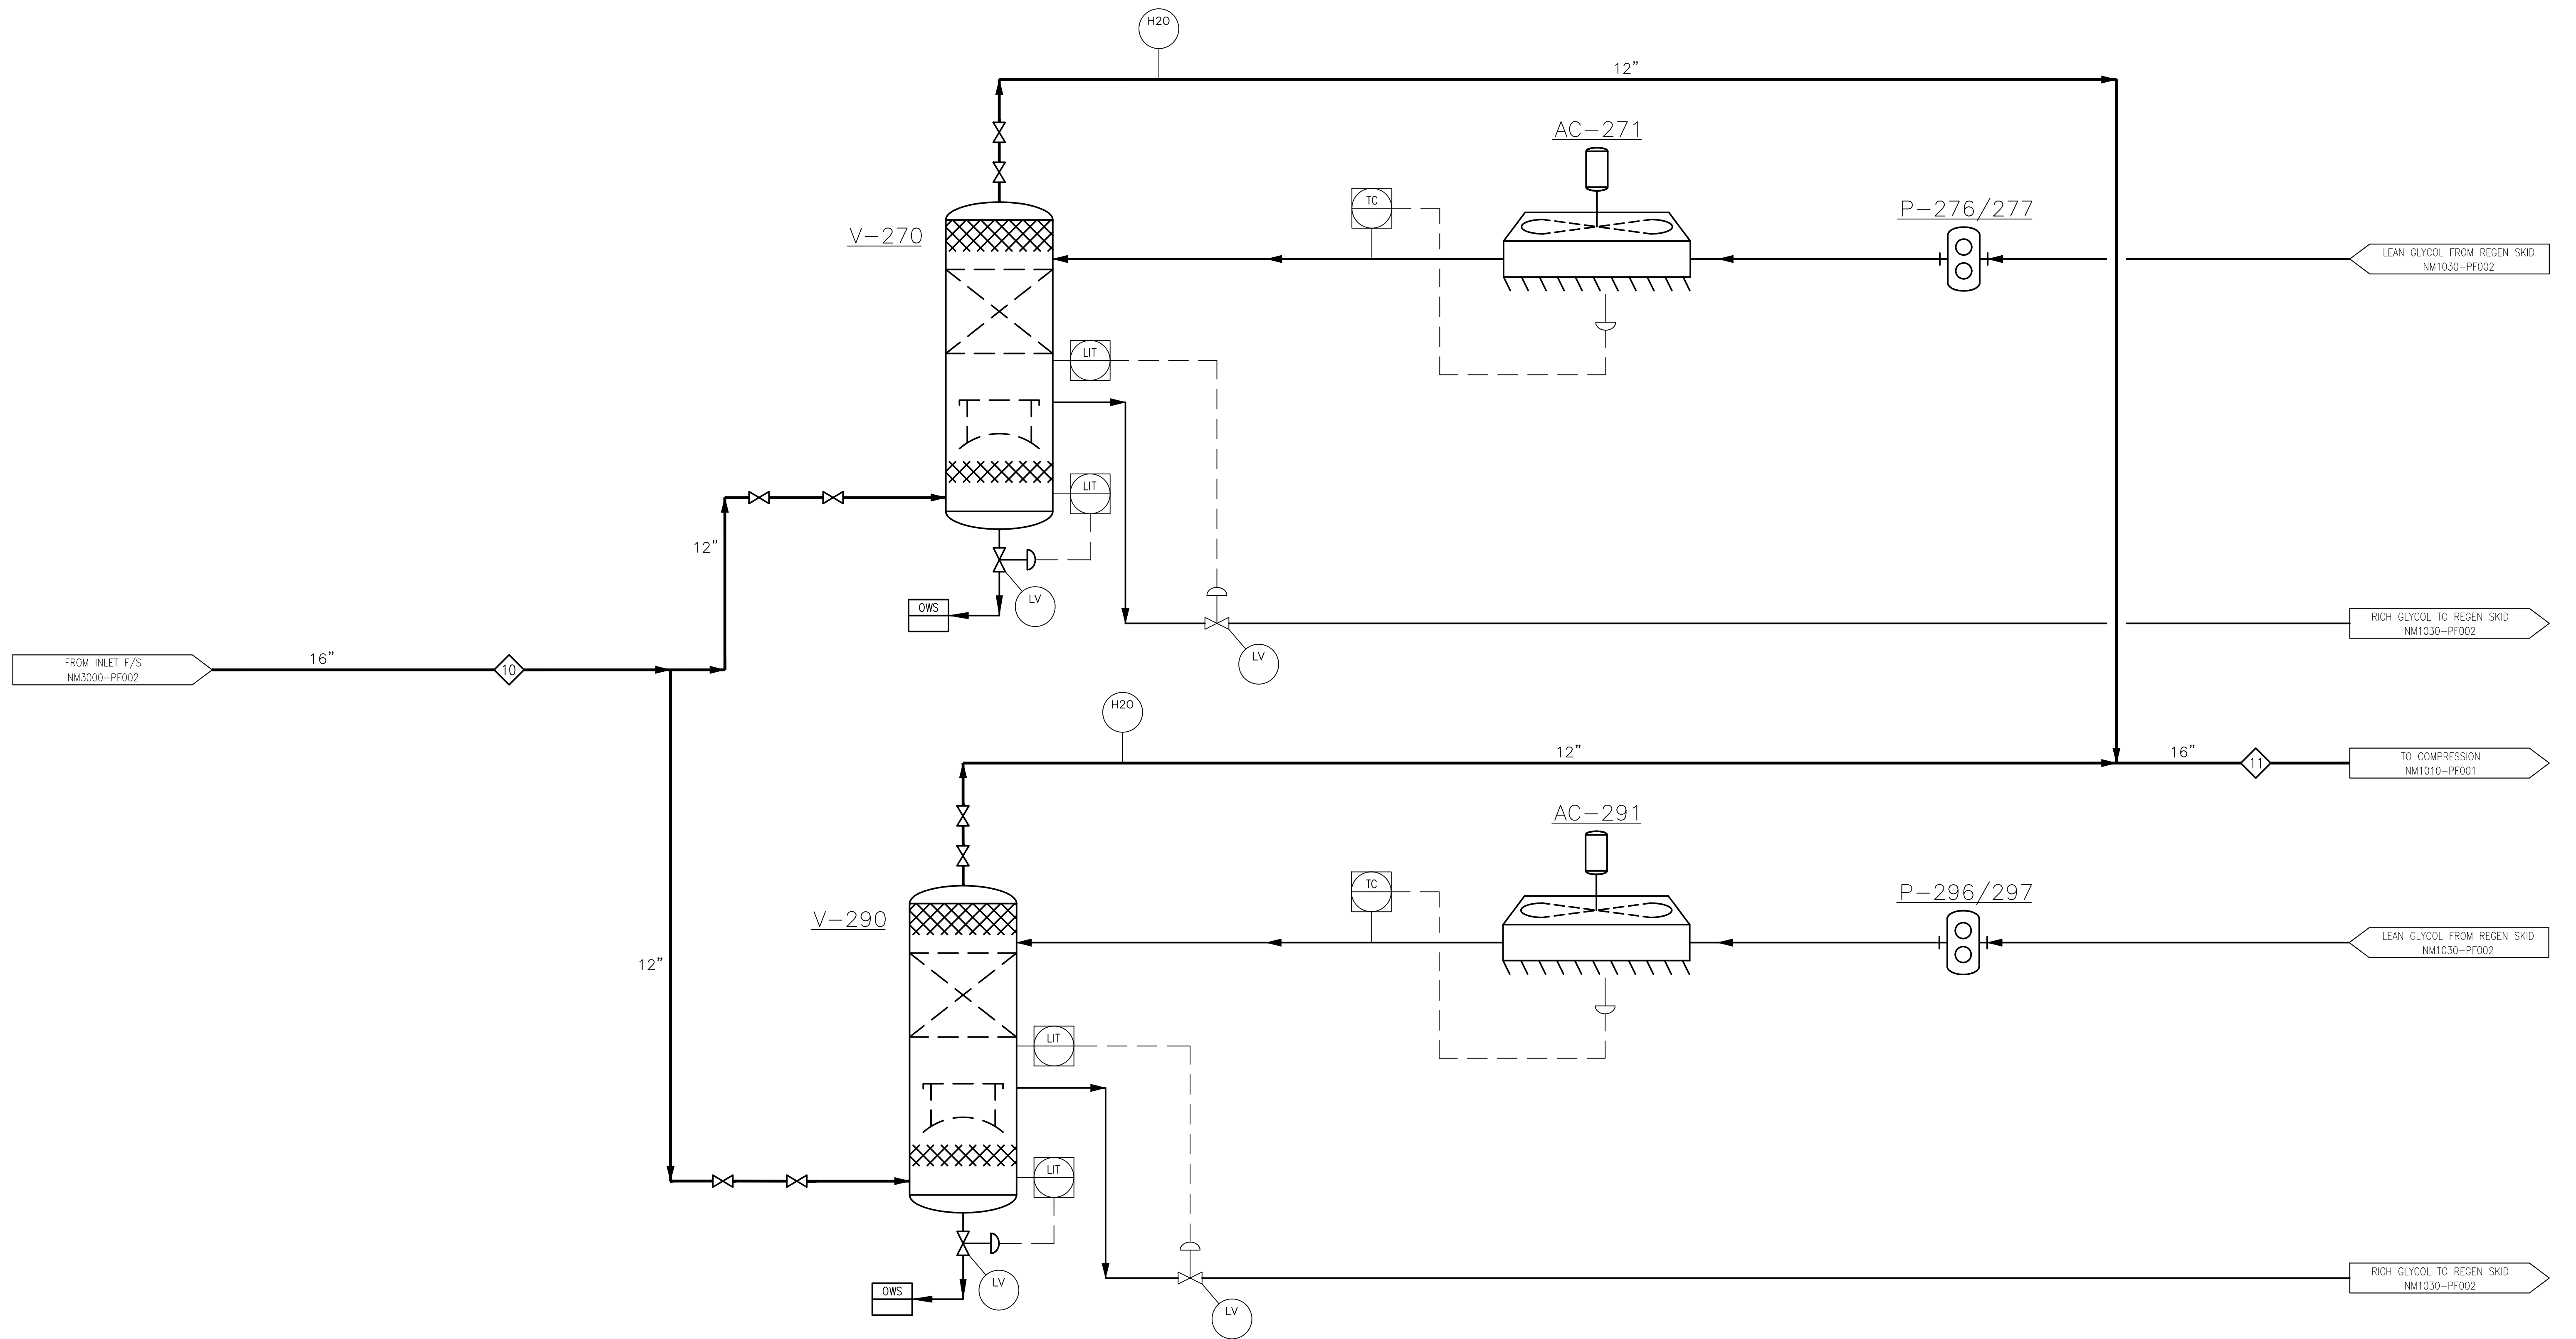 H2O
12"
AC-271
TC
P-276/277
V-270
LEAN GLYCOL FROM REGEN SKID
NM1030-PF002
LIT
LIT
12"
OWS
LV
RICH GLYCOL TO REGEN SKID
NM1030-PF002
LV
FROM INLET F/S
NM3000-PF002
16"
10
H2O
12"
16"
11
TO COMPRESSION
NM1010-PF001
AC-291
TC
P-296/297
V-290
LEAN GLYCOL FROM REGEN SKID
NM1030-PF002
12"
LIT
LIT
OWS
LV
RICH GLYCOL TO REGEN SKID
NM1030-PF002
LV